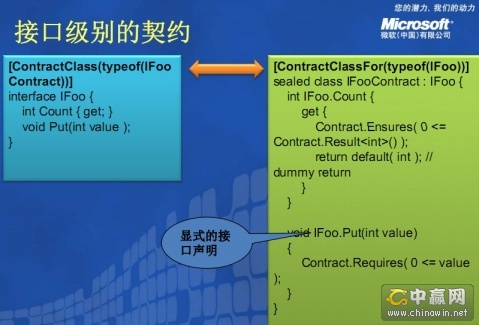 您的潜力，我们的动力
Microsoft
微软(中国)有限公司
接口级别的契约
[ContractClass(typeof(IFoo
Contract))]
interface IFoo {
int Count { get; }
void Put(int value );
}
[ContractClassFor(typeof(IFoo))]
sealed class IFooContract : IFoo {
int IFoo.Count {
get {
Contract.Ensures( 0 <=
Contract.Result<int>() );
return default( int ); //
dummy return
}
}
显式的接
口声明
void IFoo.Put(int value)
{
Contract.Requires( 0 <= value
);
}
}
中赢网
www.chinawin.net